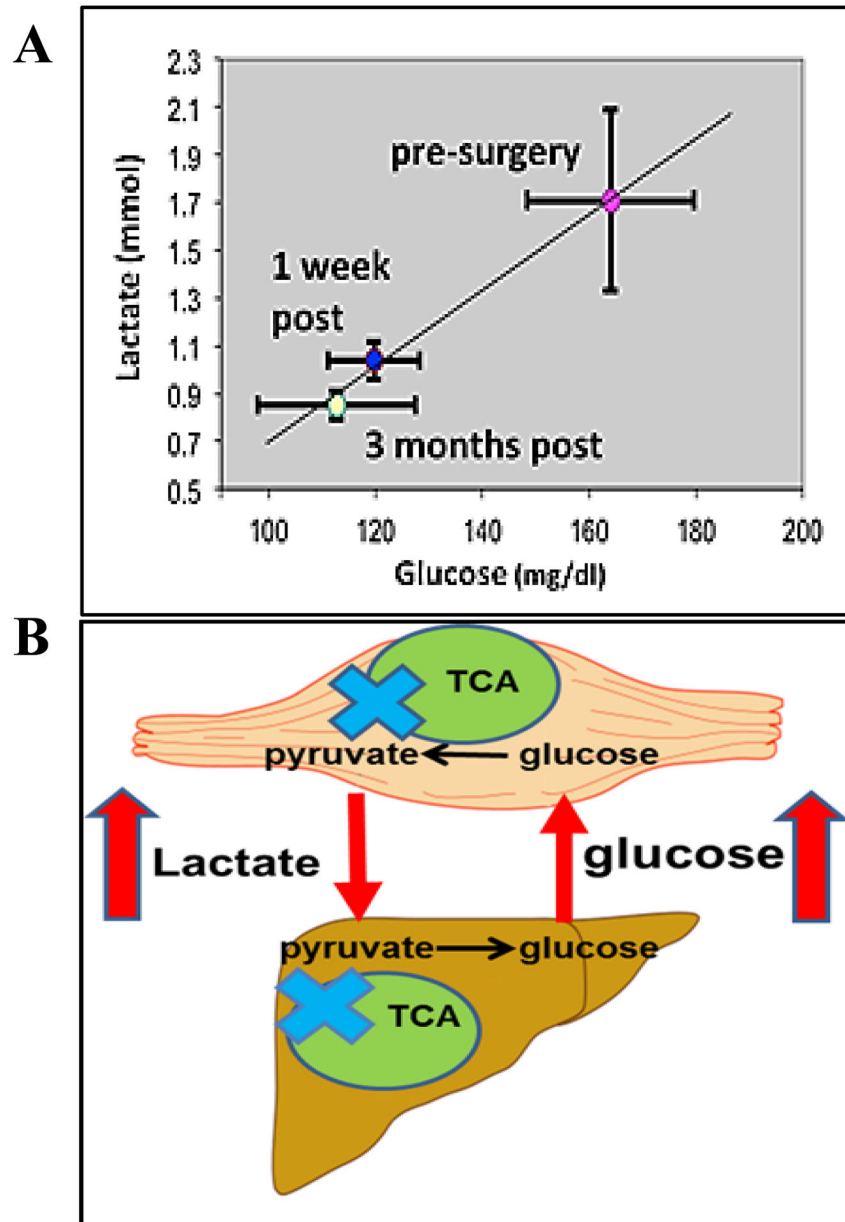 A
2.3
2.1
1.9
1.7
1.5
1.3
1.1
0.9
0.7
0.5
Lactate (mmol)
pre-surgery
1 week
post
3 months post
100 120 140 160 180 200
Glucose (mg/dl)
B
TCA
pyruvate glucose
Lactate glucose
pyruvate glucose
TCA